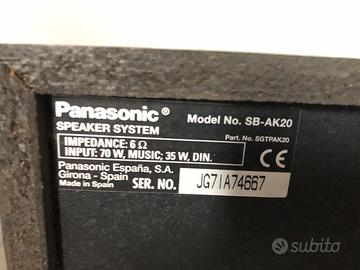 Panasonic® Model No. SB-AK20
SPEAKER SYSTEM Part. No. SGTPAK20
IMPEDANCE: 6 Ω
INPUT: 70 W, MUSIC; 35 W, DIN.
Panasonic España, S.A.
Girona - Spain
Made in Spain SER. NO. JG7IA74667
subito